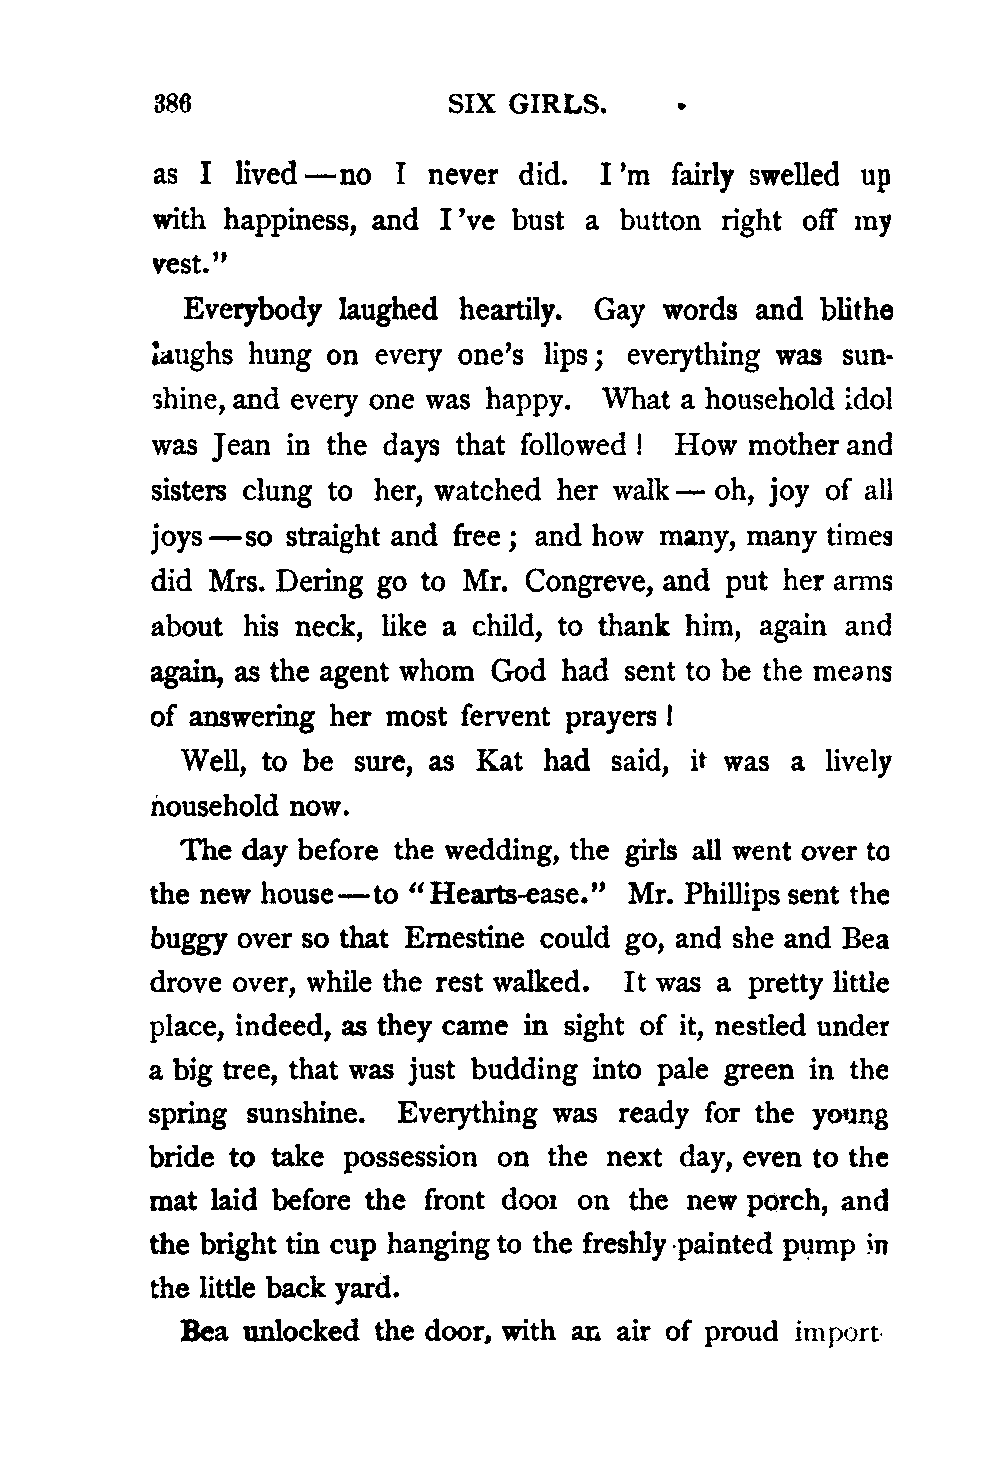 386 SIX GIRLS.
as I lived—no I never did. I'm fairly swelled up
with happiness, and I've bust a button right off my
vest."
Everybody laughed heartily. Gay words and blithe
laughs hung on every one's lips; everything was sun-
shine, and every one was happy. What a household idol
was Jean in the days that followed! How mother and
sisters clung to her, watched her walk—oh, joy of all
joys—so straight and free; and how many, many times
did Mrs. Dering go to Mr. Congreve, and put her arms
about his neck, like a child, to thank him, again and
again, as the agent whom God had sent to be the means
of answering her most fervent prayers!
Well, to be sure, as Kat had said, it was a lively
household now.
The day before the wedding, the girls all went over to
the new house—to "Hearts-ease." Mr. Phillips sent the
buggy over so that Ernestine could go, and she and Bea
drove over, while the rest walked. It was a pretty little
place, indeed, as they came in sight of it, nestled under
a big tree, that was just budding into pale green in the
spring sunshine. Everything was ready for the young
bride to take possession on the next day, even to the
mat laid before the front door on the new porch, and
the bright tin cup hanging to the freshly-painted pump in
the little back yard.
Bea unlocked the door, with an air of proud import-